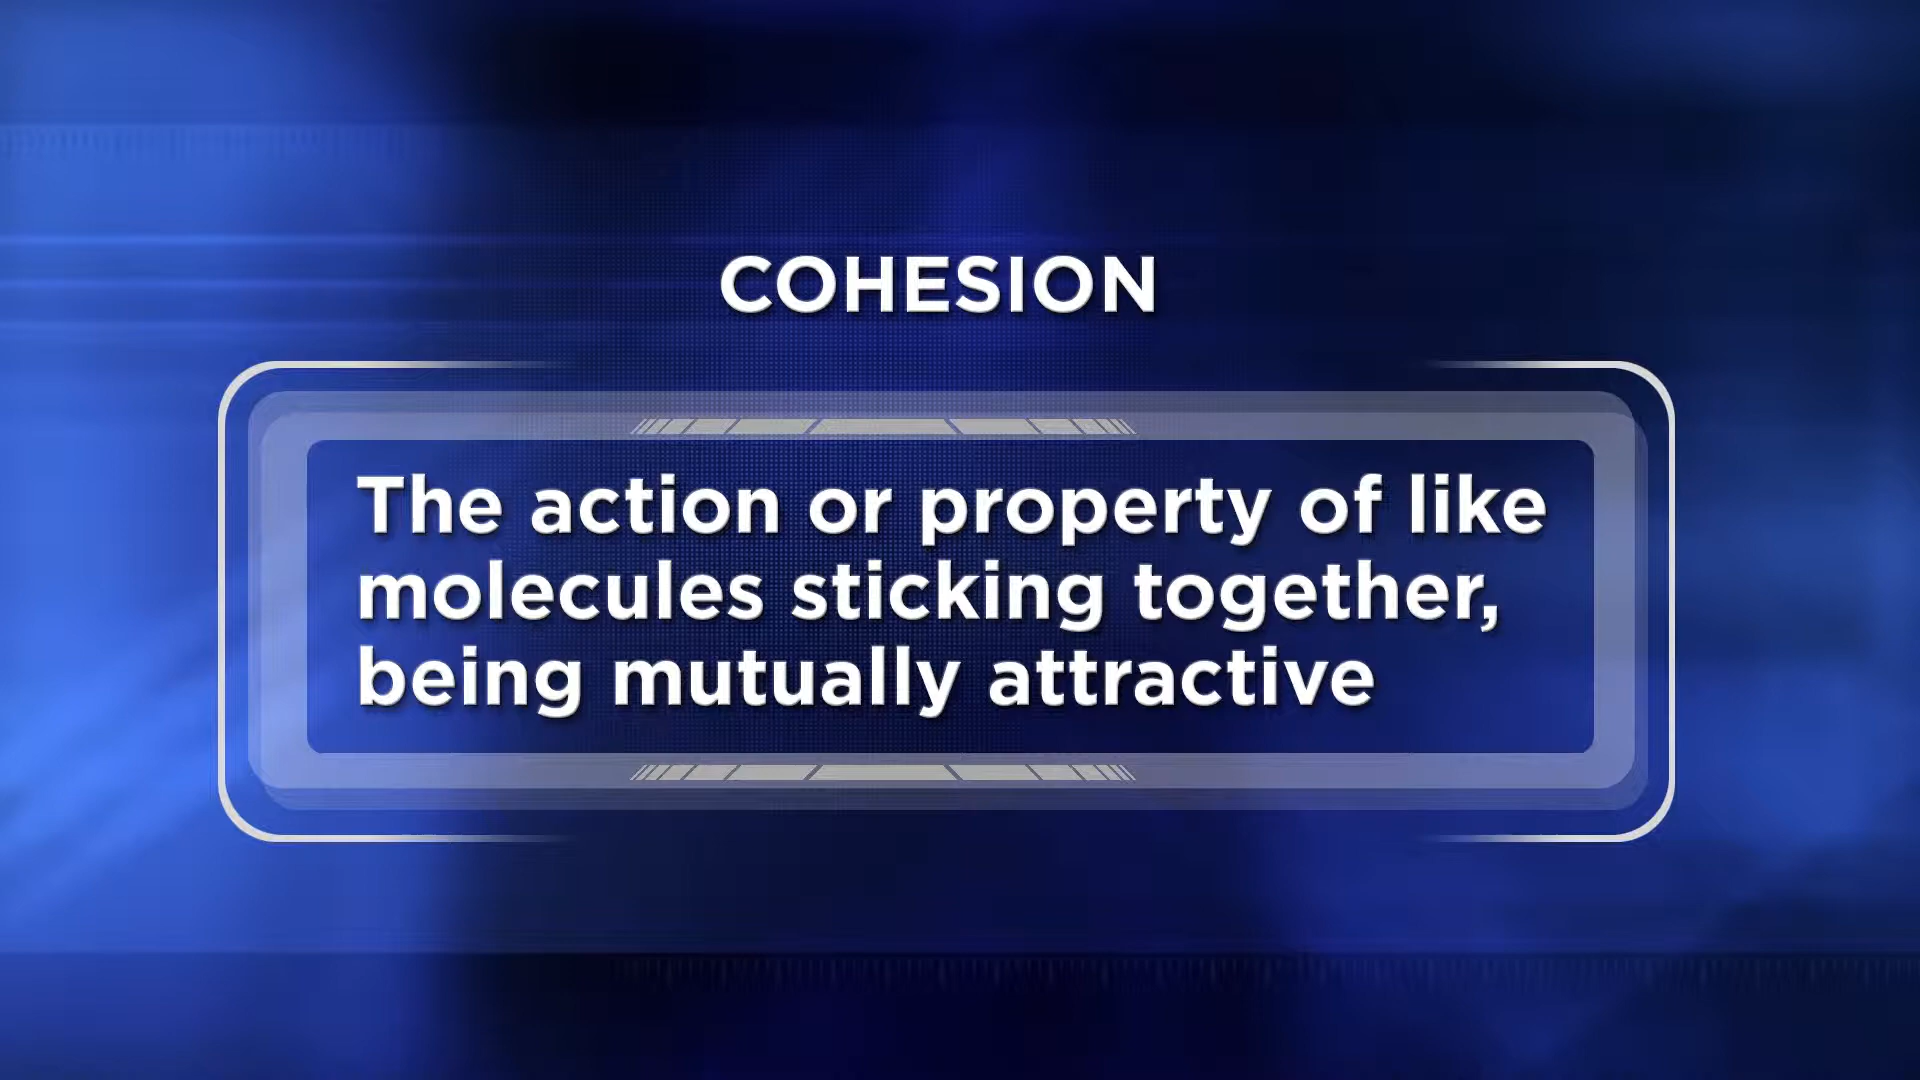 COHESION
The action or property of like
molecules sticking together,
being mutually attractive